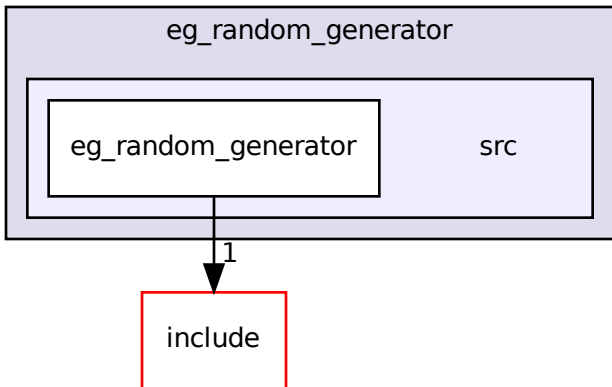 eg_random_generator
eg_random_generator
src
1
include